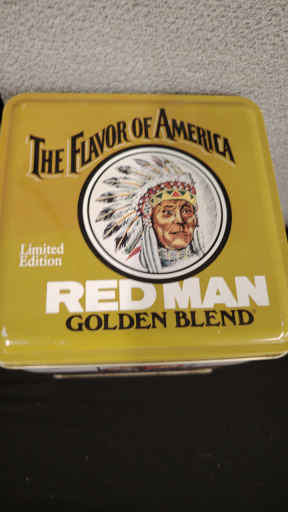 THE FLAVOR OF AMERICA
Limited
Edition
RED MAN
GOLDEN BLEND